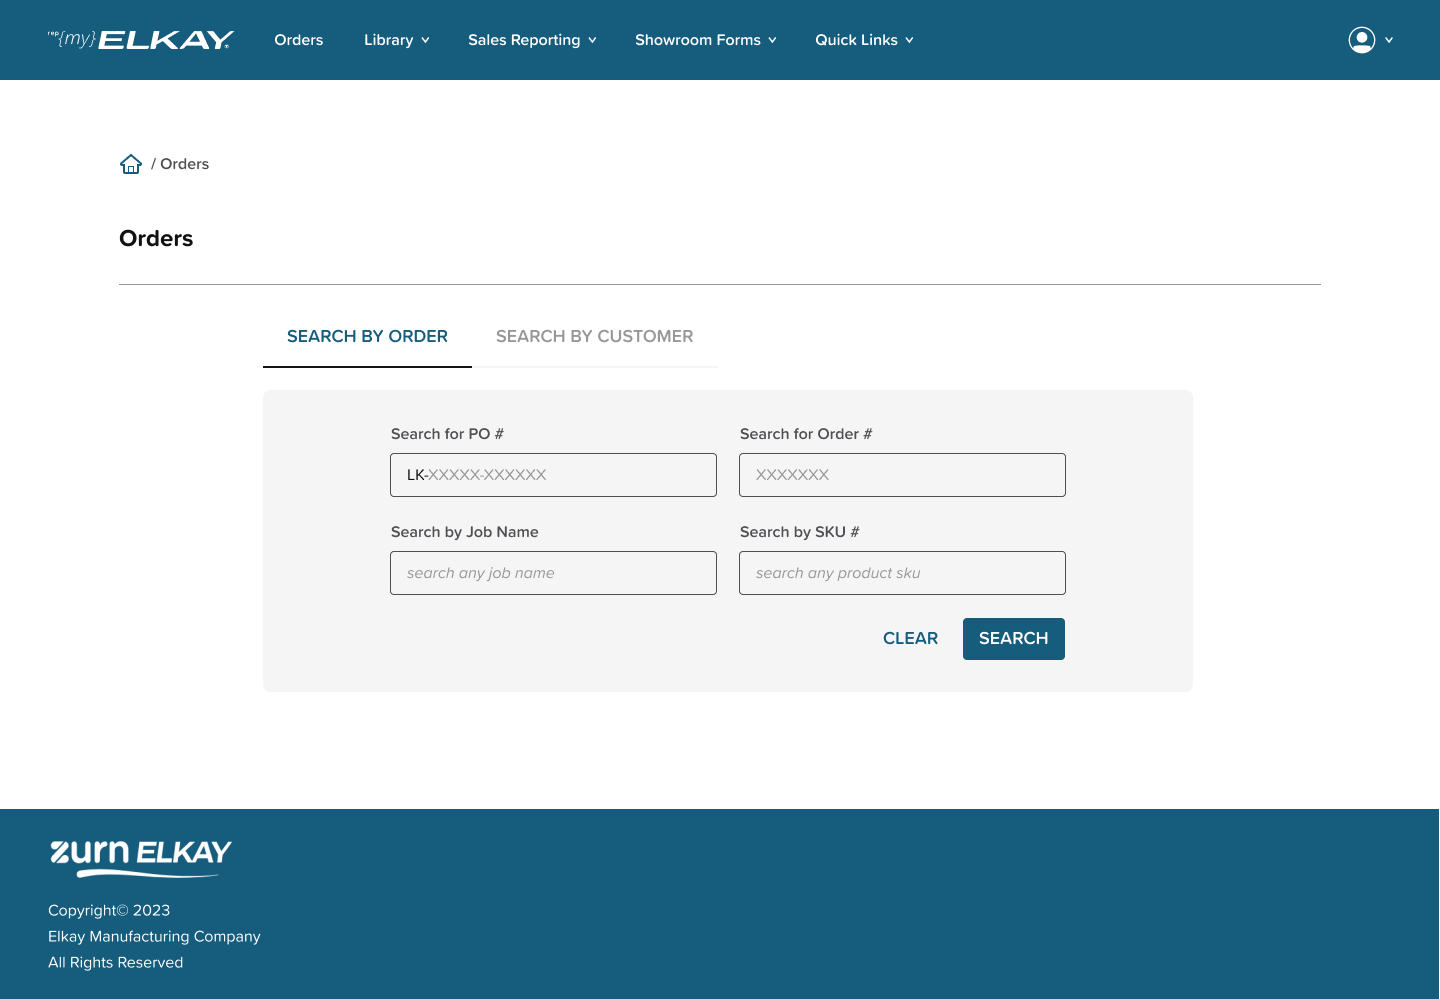 rep{my}ELKAY Orders Library Sales Reporting Showroom Forms Quick Links
/ Orders
Orders
SEARCH BY ORDER SEARCH BY CUSTOMER
Search for PO # Search for Order #
LK-XXXXX-XXXXXX XXXXXXX
Search by Job Name Search by SKU #
search any job name search any product sku
CLEAR SEARCH
zurn ELKAY
Copyright© 2023
Elkay Manufacturing Company
All Rights Reserved